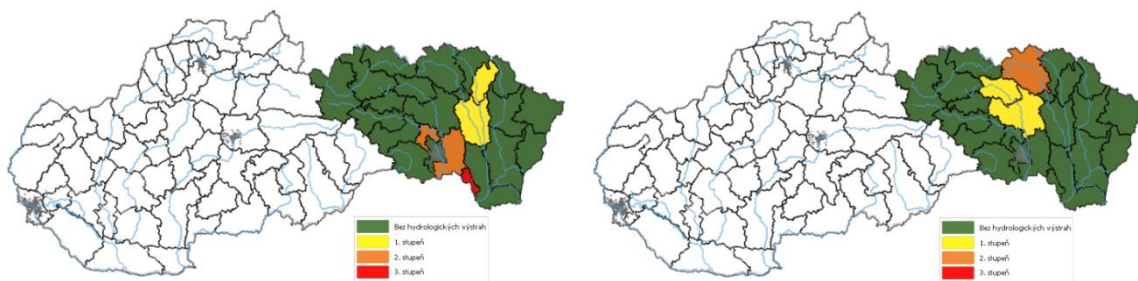 Bez hydrologických výstrah
1. stupeň
2. stupeň
3. stupeň
Bez hydrologických výstrah
1. stupeň
2. stupeň
3. stupeň